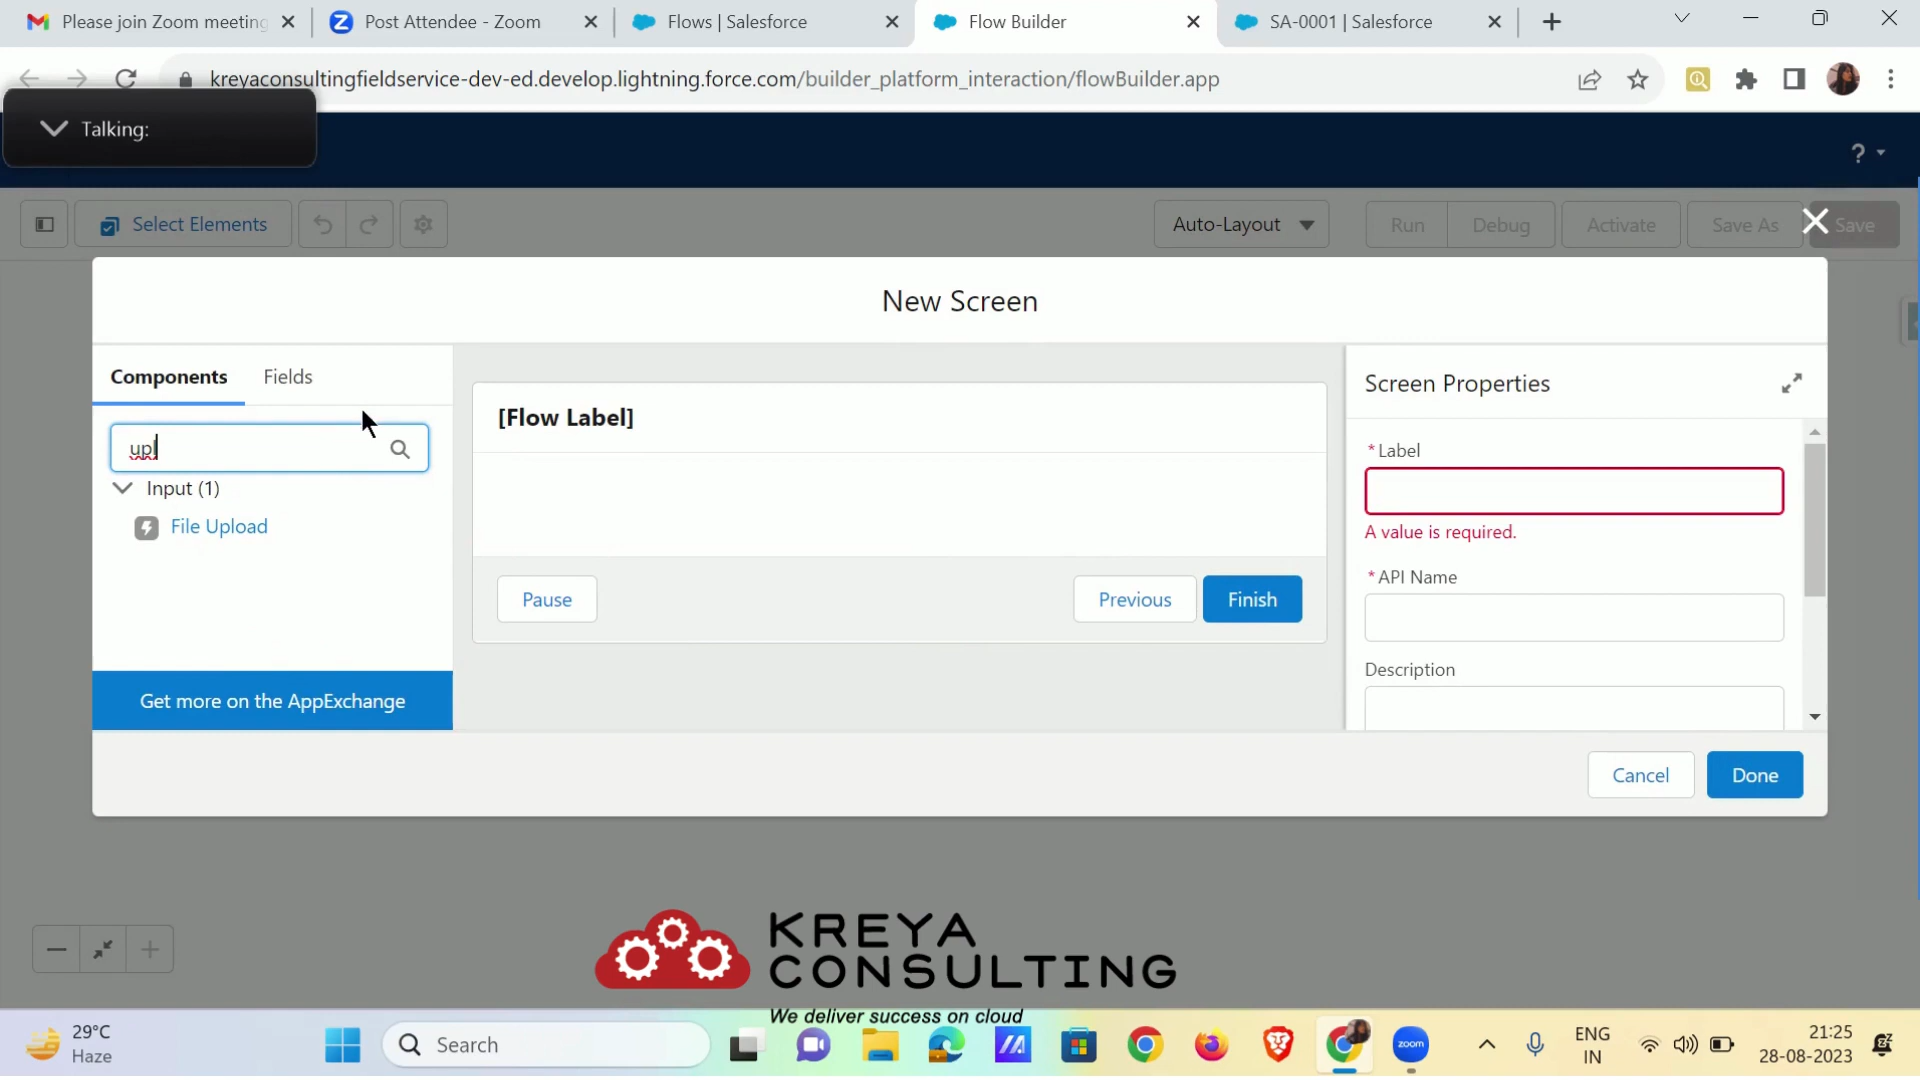 Please join Zoom meeting
Post Attendee - Zoom
Flows | Salesforce
Flow Builder
SA-0001 | Salesforce
kreyaconsultingfieldservice-dev-ed.develop.lightning.force.com/builder_platform_interaction/flowBuilder.app
Talking:
?
Select Elements
Auto-Layout
Run
Debug
Activate
Save As
Save
New Screen
Components
Fields
upl
Input (1)
File Upload
Get more on the AppExchange
[Flow Label]
Pause
Previous
Finish
Screen Properties
* Label
A value is required.
* API Name
Description
Cancel
Done
KREYA
CONSULTING
We deliver success on cloud
29°C
Haze
Search
zoom
ENG
IN
21:25
28-08-2023